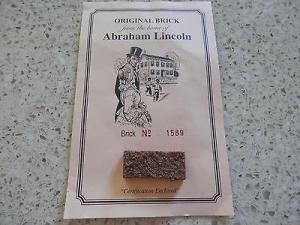 ORIGINAL BRICK
from the home of
Abraham Lincoln
Brick No 1589
"Certification Enclosed"